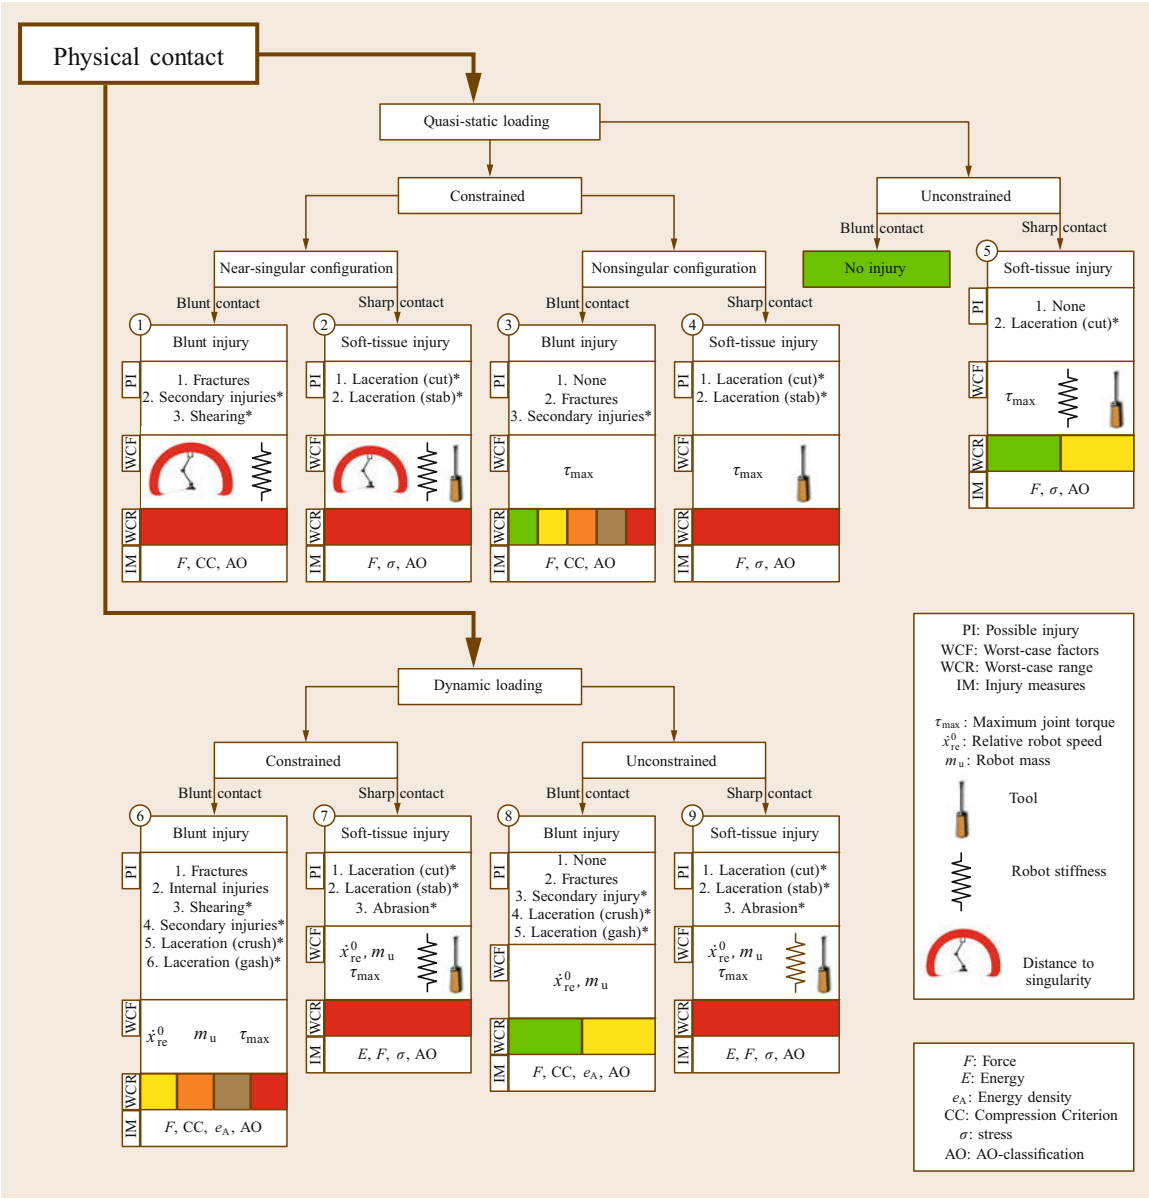 Physical contact
Quasi-static loading
Constrained
Unconstrained
Blunt contact
Sharp contact
Near-singular configuration
Nonsingular configuration
No injury
5
Soft-tissue injury
PI
1. None
2. Laceration (cut)*
WCF
τmax
WCR
IM
F, σ, AO
Blunt contact
Sharp contact
Blunt contact
Sharp contact
1
Blunt injury
PI
1. Fractures
2. Secondary injuries*
3. Shearing*
WCF
WCR
IM
F, CC, AO
2
Soft-tissue injury
PI
1. Laceration (cut)*
2. Laceration (stab)*
WCF
WCR
IM
F, σ, AO
3
Blunt injury
PI
1. None
2. Fractures
3. Secondary injuries*
WCF
τmax
WCR
IM
F, CC, AO
4
Soft-tissue injury
PI
1. Laceration (cut)*
2. Laceration (stab)*
WCF
τmax
WCR
IM
F, σ, AO
Dynamic loading
Constrained
Unconstrained
Blunt contact
Sharp contact
Blunt contact
Sharp contact
6
Blunt injury
PI
1. Fractures
2. Internal injuries
3. Shearing*
4. Secondary injuries*
5. Laceration (crush)*
6. Laceration (gash)*
WCF
ẋ⁰re mu τmax
WCR
IM
F, CC, eA, AO
7
Soft-tissue injury
PI
1. Laceration (cut)*
2. Laceration (stab)*
3. Abrasion*
WCF
ẋ⁰re, mu
τmax
WCR
IM
E, F, σ, AO
8
Blunt injury
PI
1. None
2. Fractures
3. Secondary injury*
4. Laceration (crush)*
5. Laceration (gash)*
WCF
ẋ⁰re, mu
WCR
IM
F, CC, eA, AO
9
Soft-tissue injury
PI
1. Laceration (cut)*
2. Laceration (stab)*
3. Abrasion*
WCF
ẋ⁰re, mu
τmax
WCR
IM
E, F, σ, AO
PI: Possible injury
WCF: Worst-case factors
WCR: Worst-case range
IM: Injury measures
τmax: Maximum joint torque
ẋ⁰re: Relative robot speed
mu: Robot mass
Tool
Robot stiffness
Distance to
singularity
F: Force
E: Energy
eA: Energy density
CC: Compression Criterion
σ: stress
AO: AO-classification